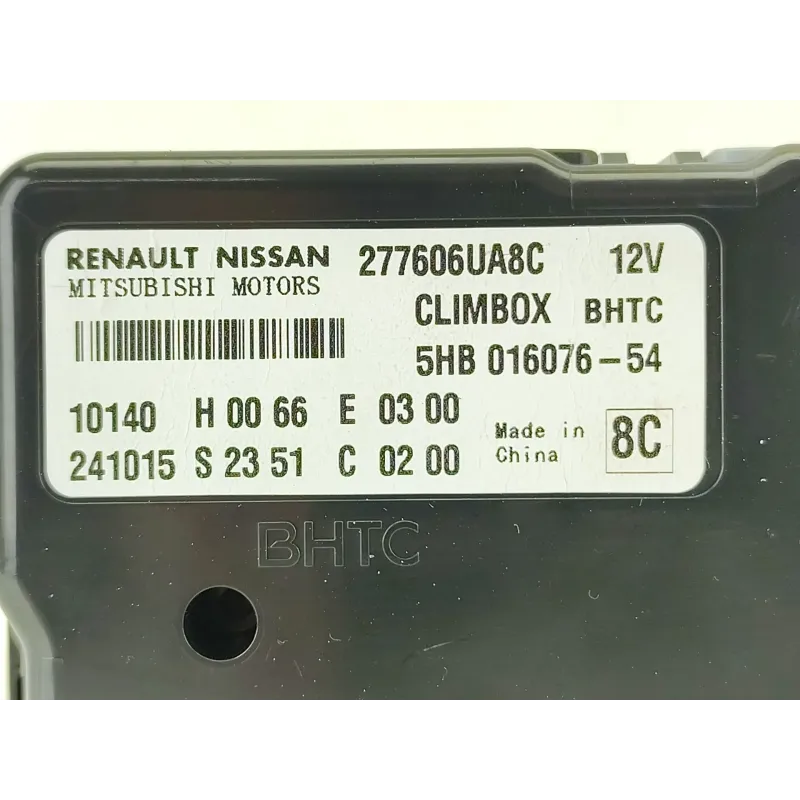 RENAULT NISSAN 277606UA8C 12V
MITSUBISHI MOTORS CLIMBOX BHTC
5HB 016076-54
10140 H 00 66 E 03 00
241015 S 23 51 C 02 00
Made in China 8C
BHTC